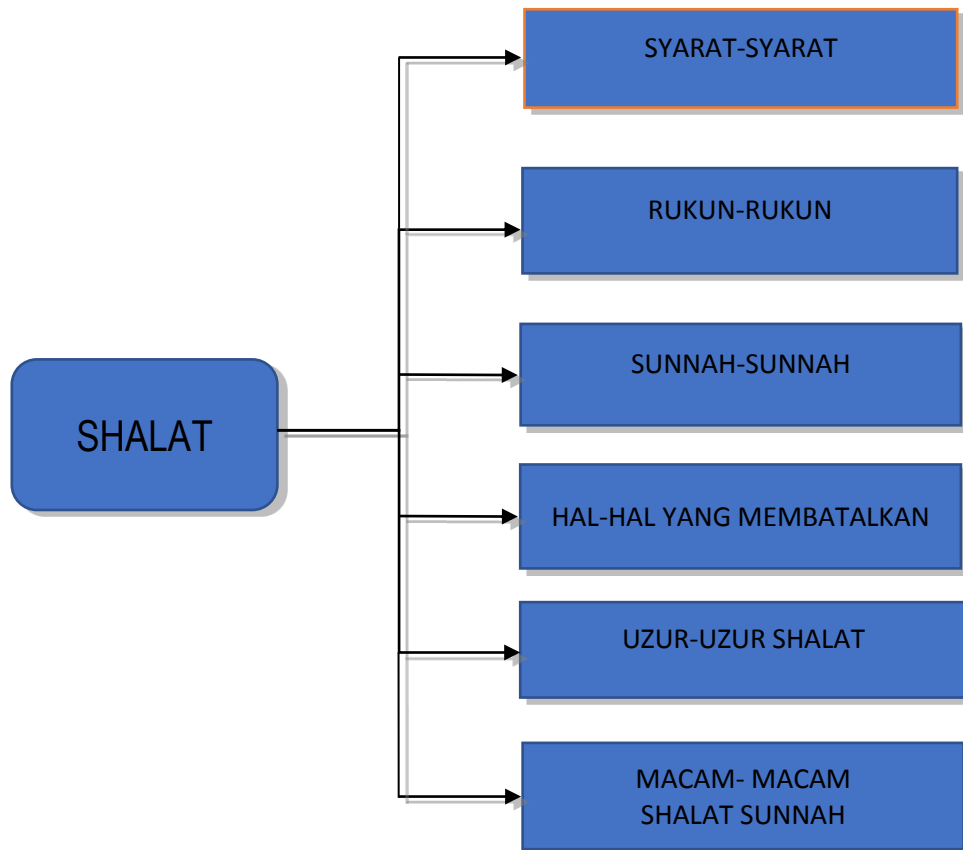 SYARAT-SYARAT
RUKUN-RUKUN
SUNNAH-SUNNAH
SHALAT
HAL-HAL YANG MEMBATALKAN
UZUR-UZUR SHALAT
MACAM- MACAM
SHALAT SUNNAH